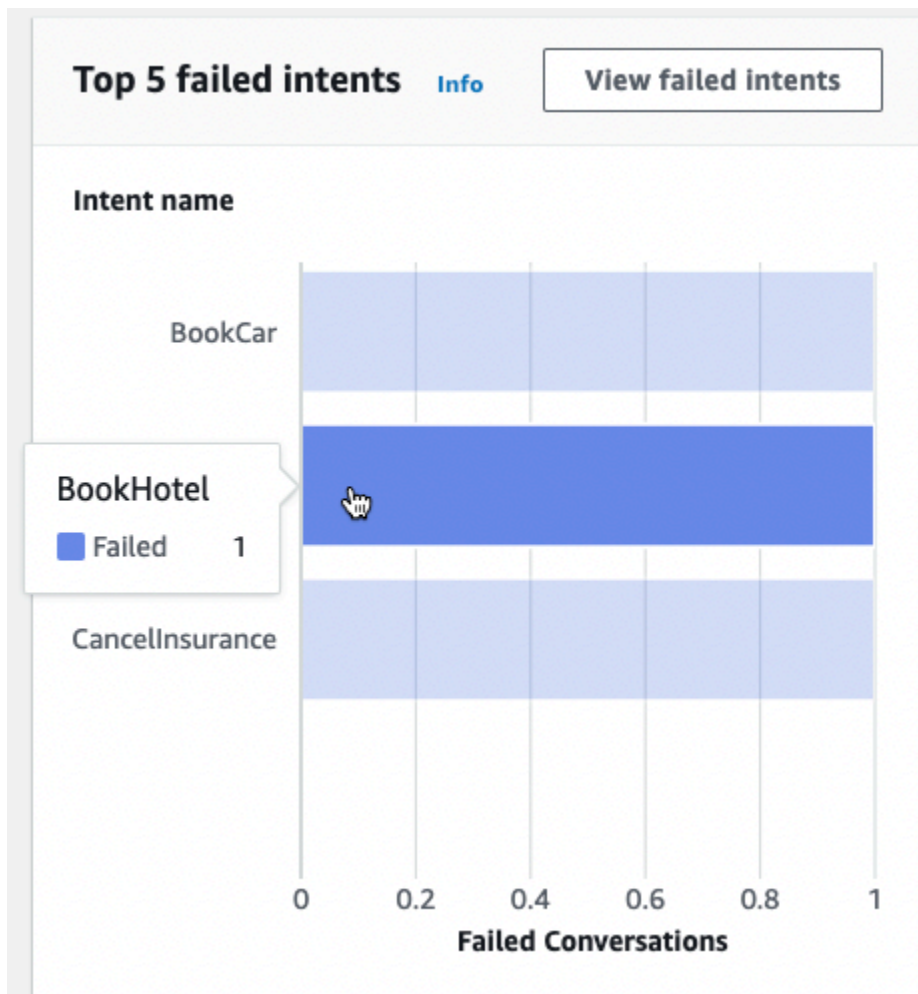 Top 5 failed intents Info View failed intents
Intent name
BookCar
BookHotel
Failed 1
CancelInsurance
0 0.2 0.4 0.6 0.8 1
Failed Conversations